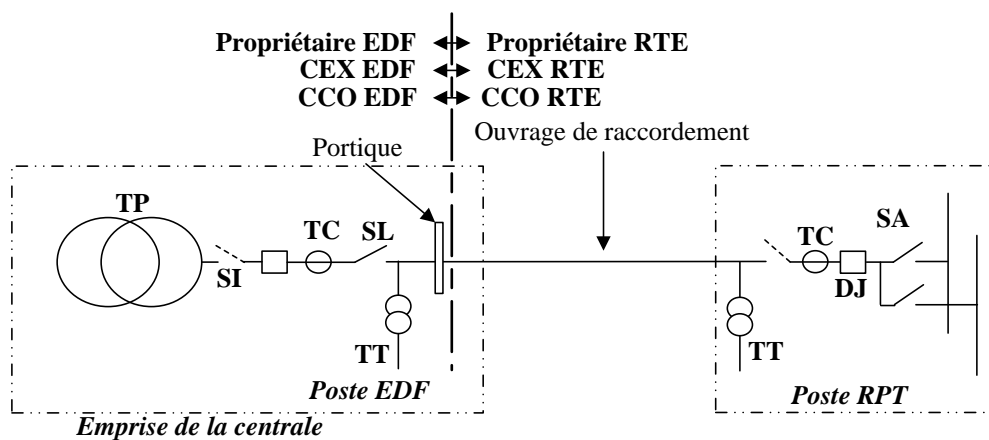 Propriétaire EDF Propriétaire RTE
CEX EDF CEX RTE
CCO EDF CCO RTE
Ouvrage de raccordement
Portique
TP
TC
SL
SI
TT
Poste EDF
Emprise de la centrale
TC
SA
DJ
TT
Poste RPT